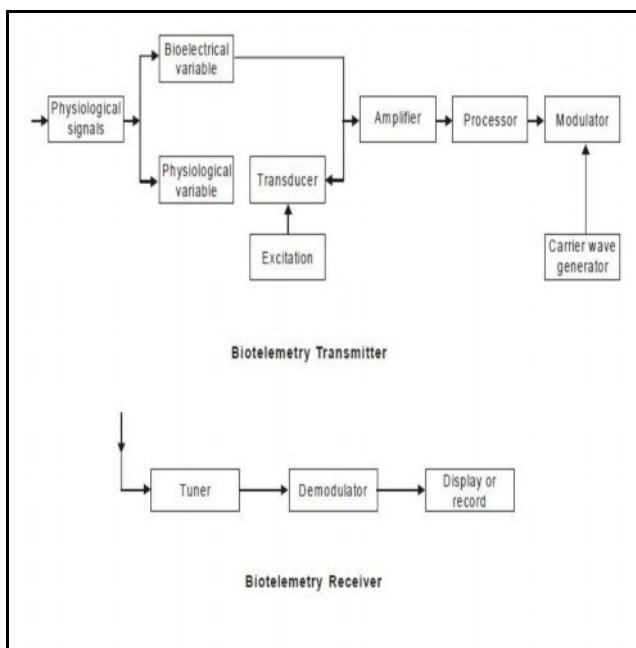 Bioelectrical
variable
Physiological
signals
Amplifier
Processor
Modulator
Physiological
variable
Transducer
Excitation
Carrier wave
generator
Biotelemetry Transmitter
Tuner
Demodulator
Display or
record
Biotelemetry Receiver